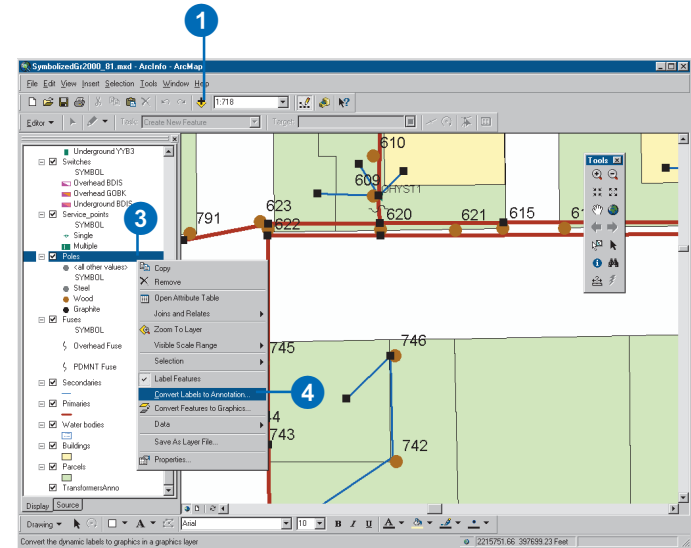 1
SymbolizedGr2000_81.mxd - ArcInfo - ArcMap
File Edit View Insert Selection Tools Window Help
1:718
Editor Task: Create New Feature Target:
Underground YYB3
Switches
SYMBOL
Overhead BDIS
Overhead GOBK
Underground BDIS
Service_points
SYMBOL
Single
Multiple
Poles
<all other values>
SYMBOL
Steel
Wood
Graphite
Fuses
SYMBOL
Overhead Fuse
PDMNT Fuse
Secondaries
Primaries
Water bodies
Buildings
Parcels
TransformersAnno
Display Source
3
Copy
Remove
Open Attribute Table
Joins and Relates
Zoom To Layer
Visible Scale Range
Selection
Label Features
Convert Labels to Annotation...
Convert Features to Graphics...
Data
Save As Layer File...
Properties...
4
610
609
OHYST1
623
622
791
620
621
615
61
745
746
44
743
742
Tools
Drawing A Arial 10 B I U A
Convert the dynamic labels to graphics in a graphics layer
2215751.66 397699.23 Feet